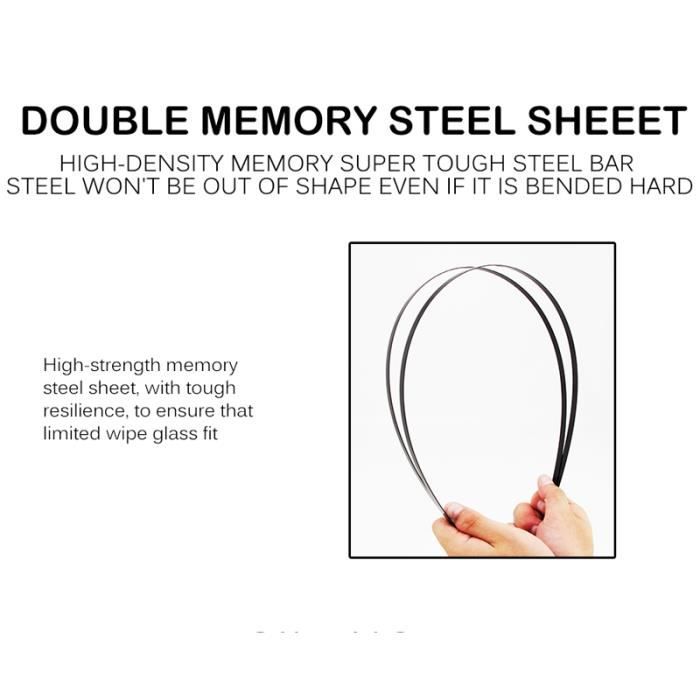 DOUBLE MEMORY STEEL SHEEET
HIGH-DENSITY MEMORY SUPER TOUGH STEEL BAR
STEEL WON'T BE OUT OF SHAPE EVEN IF IT IS BENDED HARD
High-strength memory
steel sheet, with tough
resilience, to ensure that
limited wipe glass fit